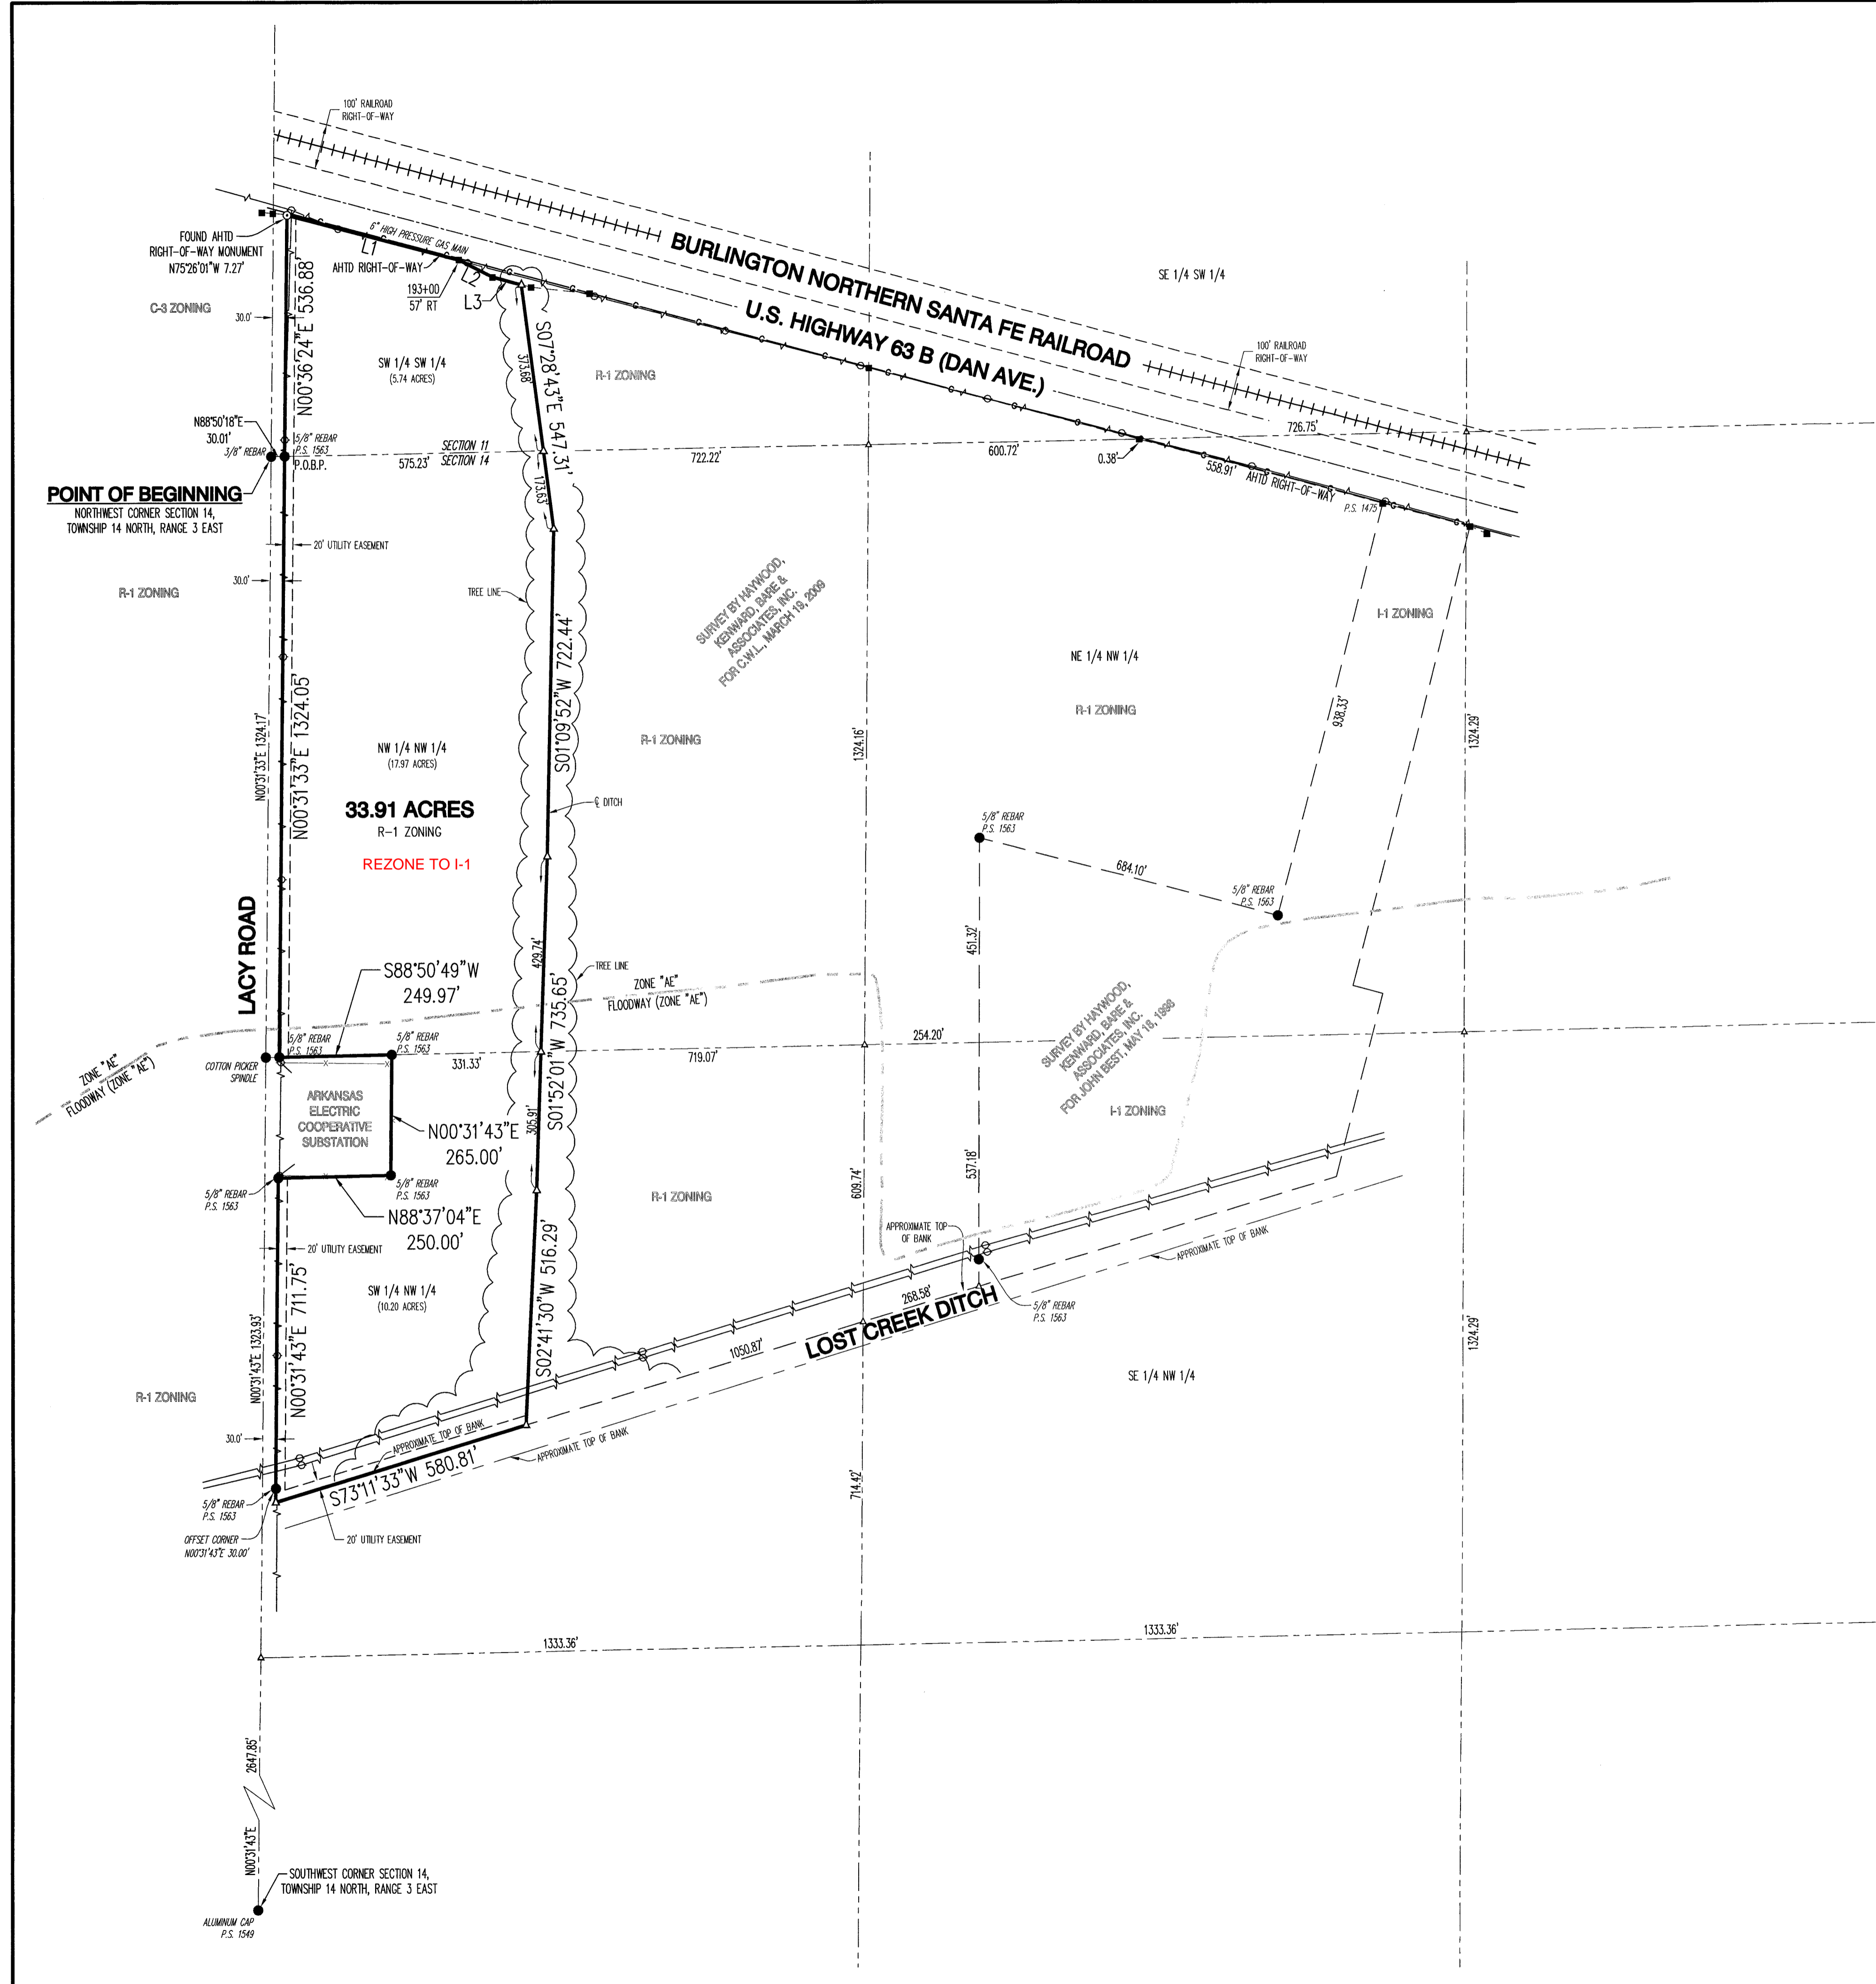 100' RAILROAD
RIGHT-OF-WAY
BURLINGTON NORTHERN SANTA FE RAILROAD
U.S. HIGHWAY 63 B (DAN AVE.)
SE 1/4 SW 1/4
100' RAILROAD
RIGHT-OF-WAY
FOUND AHTD
RIGHT-OF-WAY MONUMENT
N75°26'01"W 7.27'
C-3 ZONING
30.0'
6" HIGH PRESSURE GAS MAIN
L1
AHTD RIGHT-OF-WAY
L2
L3
193+00
57' RT
N00°36'24"E 536.88'
SW 1/4 SW 1/4
(5.74 ACRES)
R-1 ZONING
373.68'
S07°28'43"E 547.31'
173.63'
N88°50'18"E
30.01'
3/8" REBAR
5/8" REBAR
P.S. 1563
P.O.B.P.
575.23'
SECTION 11
SECTION 14
722.22'
600.72'
0.38'
726.75'
558.91'
AHTD RIGHT-OF-WAY
P.S. 1475
POINT OF BEGINNING
NORTHWEST CORNER SECTION 14,
TOWNSHIP 14 NORTH, RANGE 3 EAST
20' UTILITY EASEMENT
30.0'
R-1 ZONING
TREE LINE
SURVEY BY HAYWOOD,
KENWARD, BARE &
ASSOCIATES, INC.
FOR C.W.L., MARCH 19, 2009
I-1 ZONING
NE 1/4 NW 1/4
R-1 ZONING
938.33'
1324.29'
N00°31'33"E 1324.17'
N00°31'33"E 1324.05'
S01°09'52"W 722.44'
R-1 ZONING
1324.16'
NW 1/4 NW 1/4
(17.97 ACRES)
33.91 ACRES
R-1 ZONING
REZONE TO I-1
℄ DITCH
5/8" REBAR
P.S. 1563
684.10'
5/8" REBAR
P.S. 1563
451.32'
LACY ROAD
S88°50'49"W
249.97'
429.74'
S01°52'01"W 735.65'
305.91'
TREE LINE
ZONE "AE"
FLOODWAY (ZONE "AE")
ZONE "AE"
FLOODWAY (ZONE "AE")
COTTON PICKER
SPINDLE
5/8" REBAR
P.S. 1563
5/8" REBAR
P.S. 1563
331.33'
719.07'
254.20'
SURVEY BY HAYWOOD,
KENWARD, BARE &
ASSOCIATES, INC.
FOR JOHN BEST, MAY 18, 1998
I-1 ZONING
ARKANSAS
ELECTRIC
COOPERATIVE
SUBSTATION
N00°31'43"E
265.00'
5/8" REBAR
P.S. 1563
5/8" REBAR
P.S. 1563
N88°37'04"E
250.00'
R-1 ZONING
609.74'
537.18'
20' UTILITY EASEMENT
APPROXIMATE TOP
OF BANK
APPROXIMATE TOP OF BANK
SW 1/4 NW 1/4
(10.20 ACRES)
N00°31'43"E 1323.93'
N00°31'43"E 711.75'
S02°41'30"W 516.29'
268.58'
5/8" REBAR
P.S. 1563
1050.87'
LOST CREEK DITCH
1324.29'
SE 1/4 NW 1/4
R-1 ZONING
30.0'
APPROXIMATE TOP OF BANK
APPROXIMATE TOP OF BANK
S73°11'33"W 580.81'
714.42'
5/8" REBAR
P.S. 1563
OFFSET CORNER
N00°31'43"E 30.00'
20' UTILITY EASEMENT
1333.36'
1333.36'
2647.85'
N00°31'43"E
SOUTHWEST CORNER SECTION 14,
TOWNSHIP 14 NORTH, RANGE 3 EAST
ALUMINUM CAP
P.S. 1549